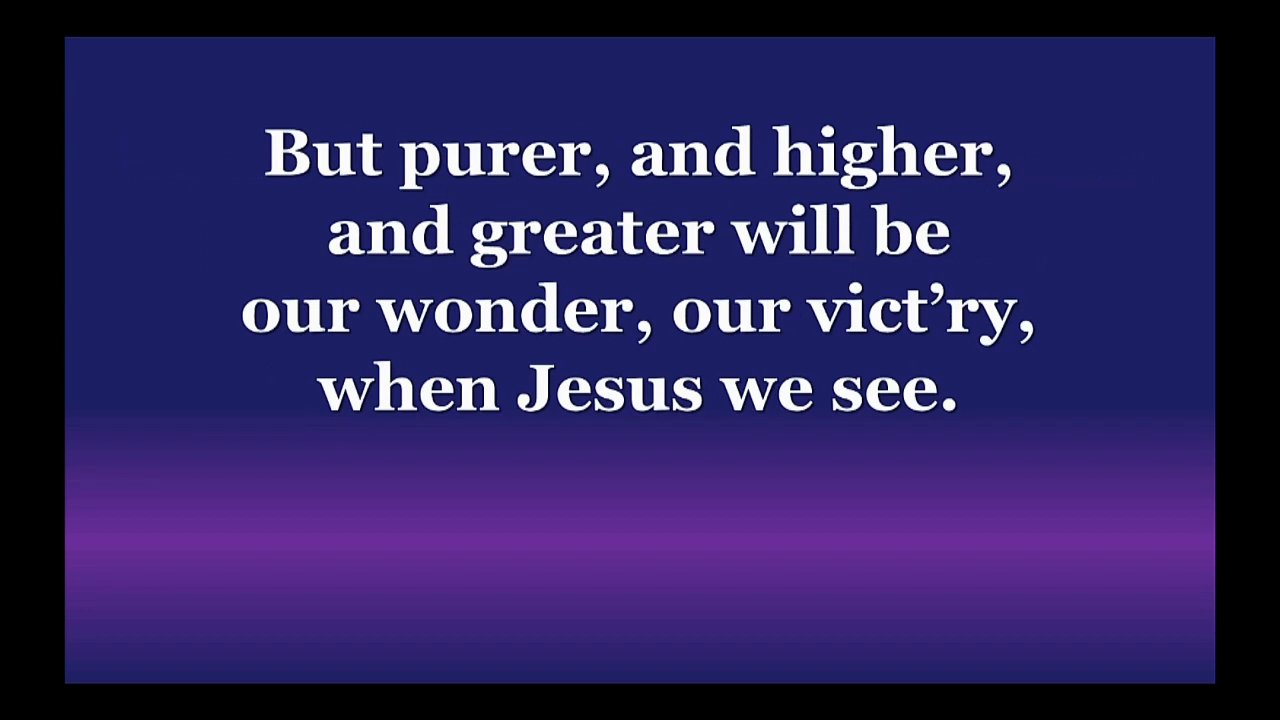 But purer, and higher,
and greater will be
our wonder, our vict’ry,
when Jesus we see.